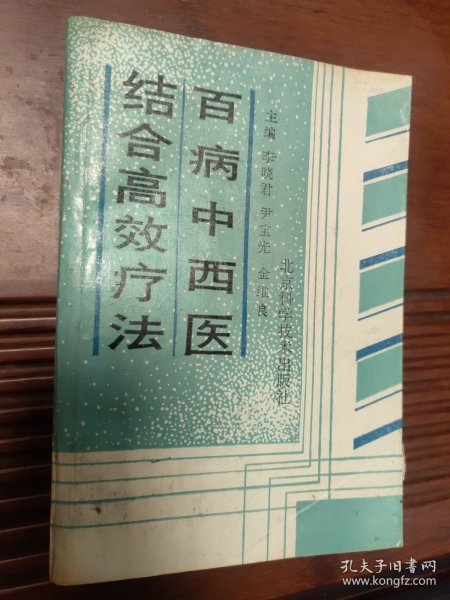 百病中西医
结合高效疗法
主编 李晓君 尹宝光 金维良
北京科学技术出版社
孔夫子旧书网
www.kongfz.com